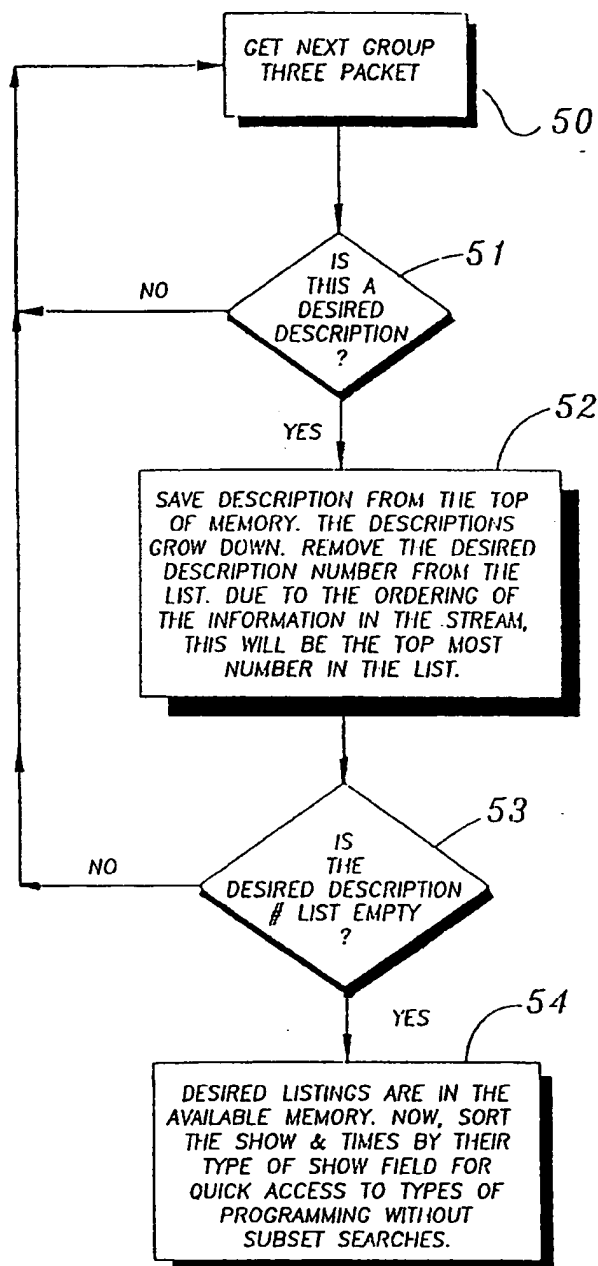 GET NEXT GROUP
THREE PACKET
50
IS
THIS A
DESIRED
DESCRIPTION
?
51
NO
YES
52
SAVE DESCRIPTION FROM THE TOP
OF MEMORY. THE DESCRIPTIONS
GROW DOWN. REMOVE THE DESIRED
DESCRIPTION NUMBER FROM THE
LIST. DUE TO THE ORDERING OF
THE INFORMATION IN THE STREAM,
THIS WILL BE THE TOP MOST
NUMBER IN THE LIST.
53
IS
THE
DESIRED DESCRIPTION
# LIST EMPTY
?
NO
YES
54
DESIRED LISTINGS ARE IN THE
AVAILABLE MEMORY. NOW, SORT
THE SHOW & TIMES BY THEIR
TYPE OF SHOW FIELD FOR
QUICK ACCESS TO TYPES OF
PROGRAMMING WITHOUT
SUBSET SEARCHES.